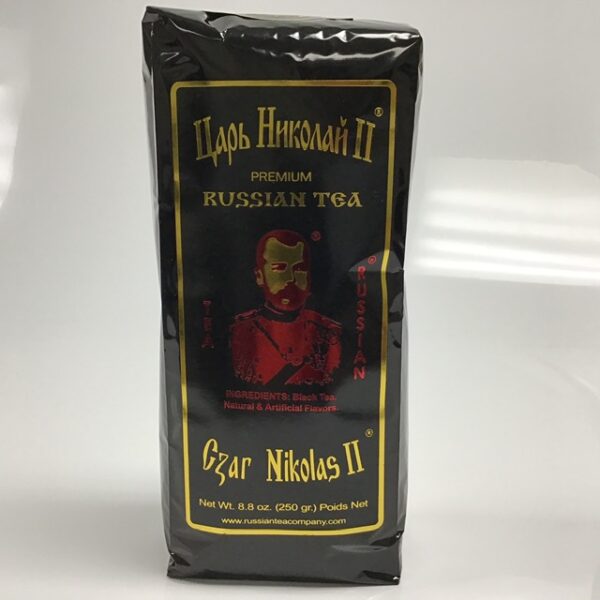 Царь Николай II®
PREMIUM
RUSSIAN TEA
®
TEA
RUSSIAN®
INGREDIENTS: Black Tea.
Natural & Artificial Flavors.
Czar Nikolas II®
Net Wt. 8.8 oz. (250 gr.) Poids Net
www.russianteacompany.com